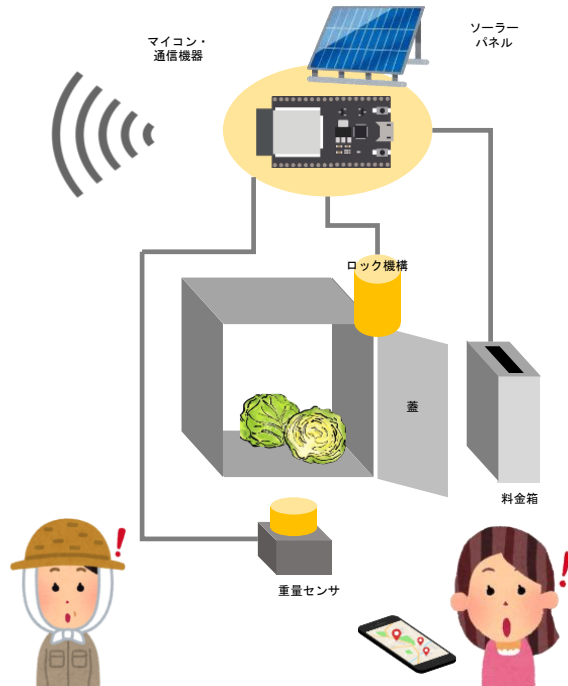 マイコン・
通信機器
ソーラー
パネル
ロック機構
蓋
料金箱
重量センサ